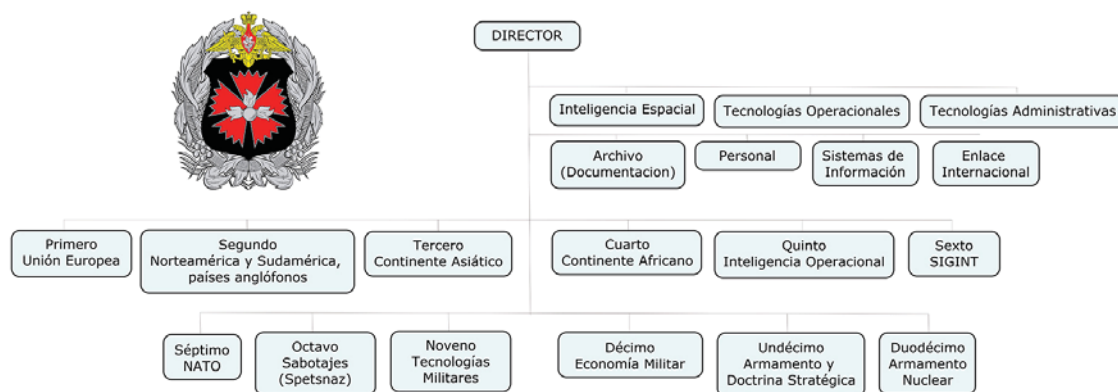 DIRECTOR
Inteligencia Espacial
Tecnologías Operacionales
Tecnologías Administrativas
Archivo
(Documentacion)
Personal
Sistemas de
Información
Enlace
Internacional
Primero
Unión Europea
Segundo
Norteamérica y Sudamérica,
países anglófonos
Tercero
Continente Asiático
Cuarto
Continente Africano
Quinto
Inteligencia Operacional
Sexto
SIGINT
Séptimo
NATO
Octavo
Sabotajes
(Spetsnaz)
Noveno
Tecnologías
Militares
Décimo
Economía Militar
Undécimo
Armamento y
Doctrina Stratégica
Duodécimo
Armamento
Nuclear